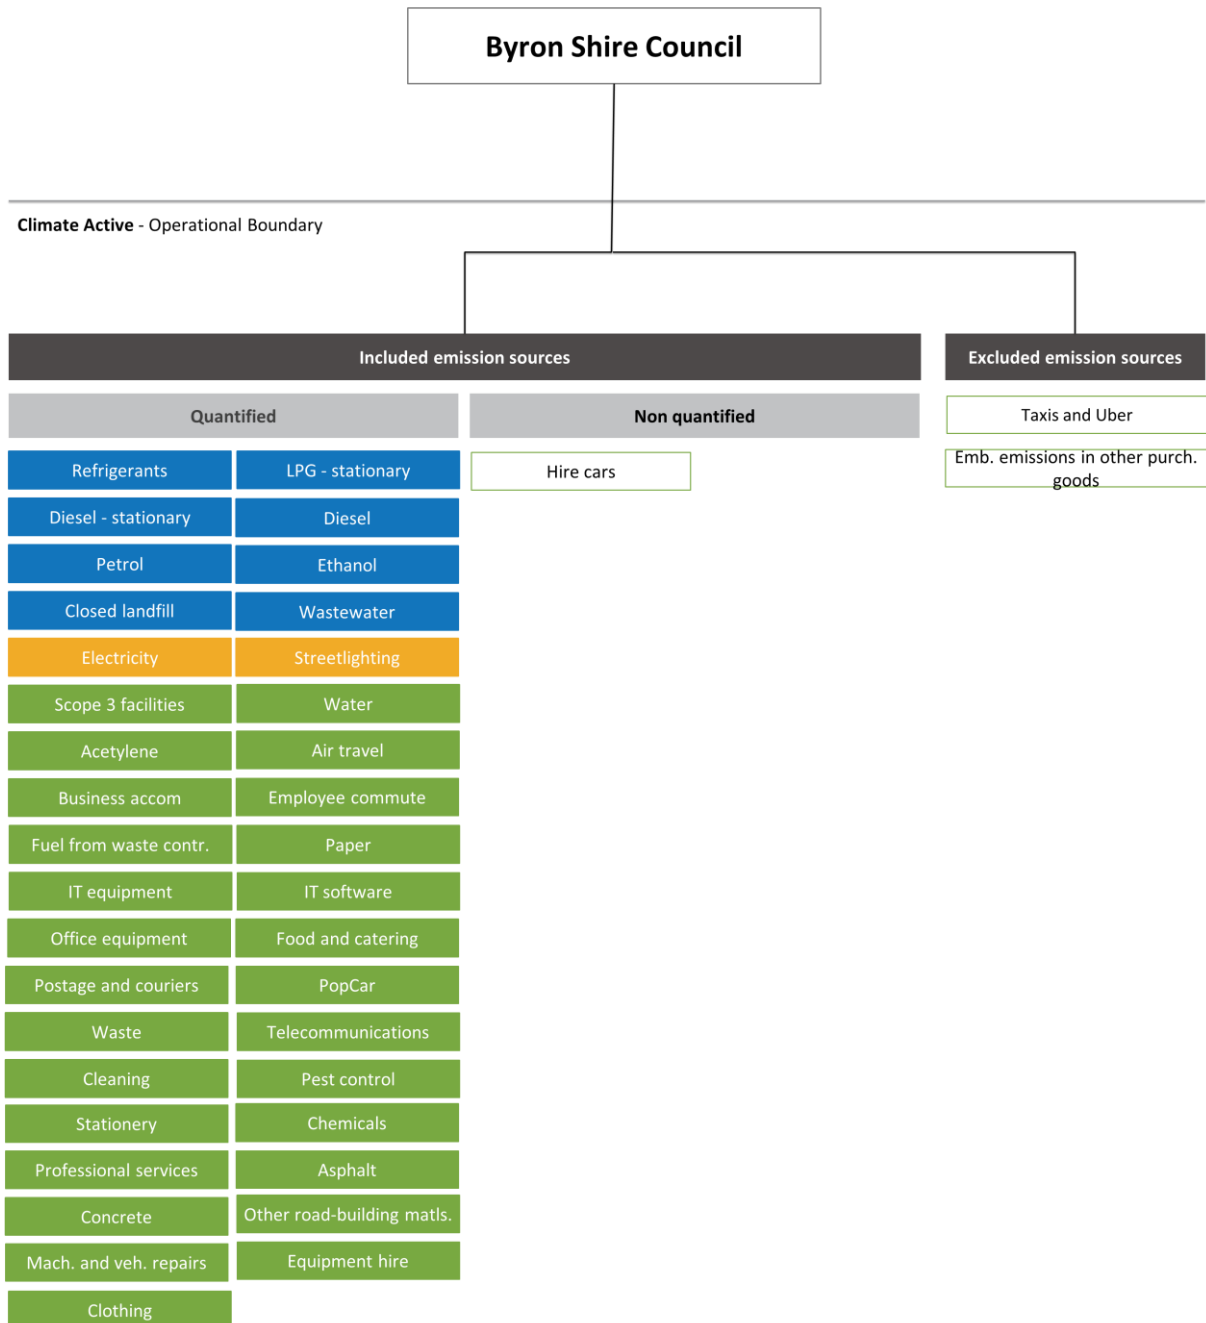 Byron Shire Council
Climate Active - Operational Boundary
Included emission sources
Excluded emission sources
Quantified
Non quantified
Taxis and Uber
Emb. emissions in other purch.
goods
Refrigerants
LPG - stationary
Hire cars
Diesel - stationary
Diesel
Petrol
Ethanol
Closed landfill
Wastewater
Electricity
Streetlighting
Scope 3 facilities
Water
Acetylene
Air travel
Business accom
Employee commute
Fuel from waste contr.
Paper
IT equipment
IT software
Office equipment
Food and catering
Postage and couriers
PopCar
Waste
Telecommunications
Cleaning
Pest control
Stationery
Chemicals
Professional services
Asphalt
Concrete
Other road-building matls.
Mach. and veh. repairs
Equipment hire
Clothing